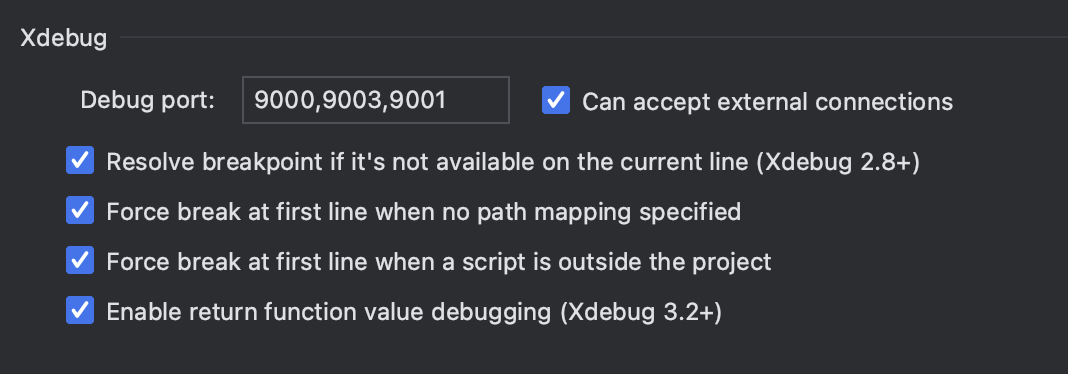 Xdebug
Debug port: 9000,9003,9001 Can accept external connections
Resolve breakpoint if it's not available on the current line (Xdebug 2.8+)
Force break at first line when no path mapping specified
Force break at first line when a script is outside the project
Enable return function value debugging (Xdebug 3.2+)